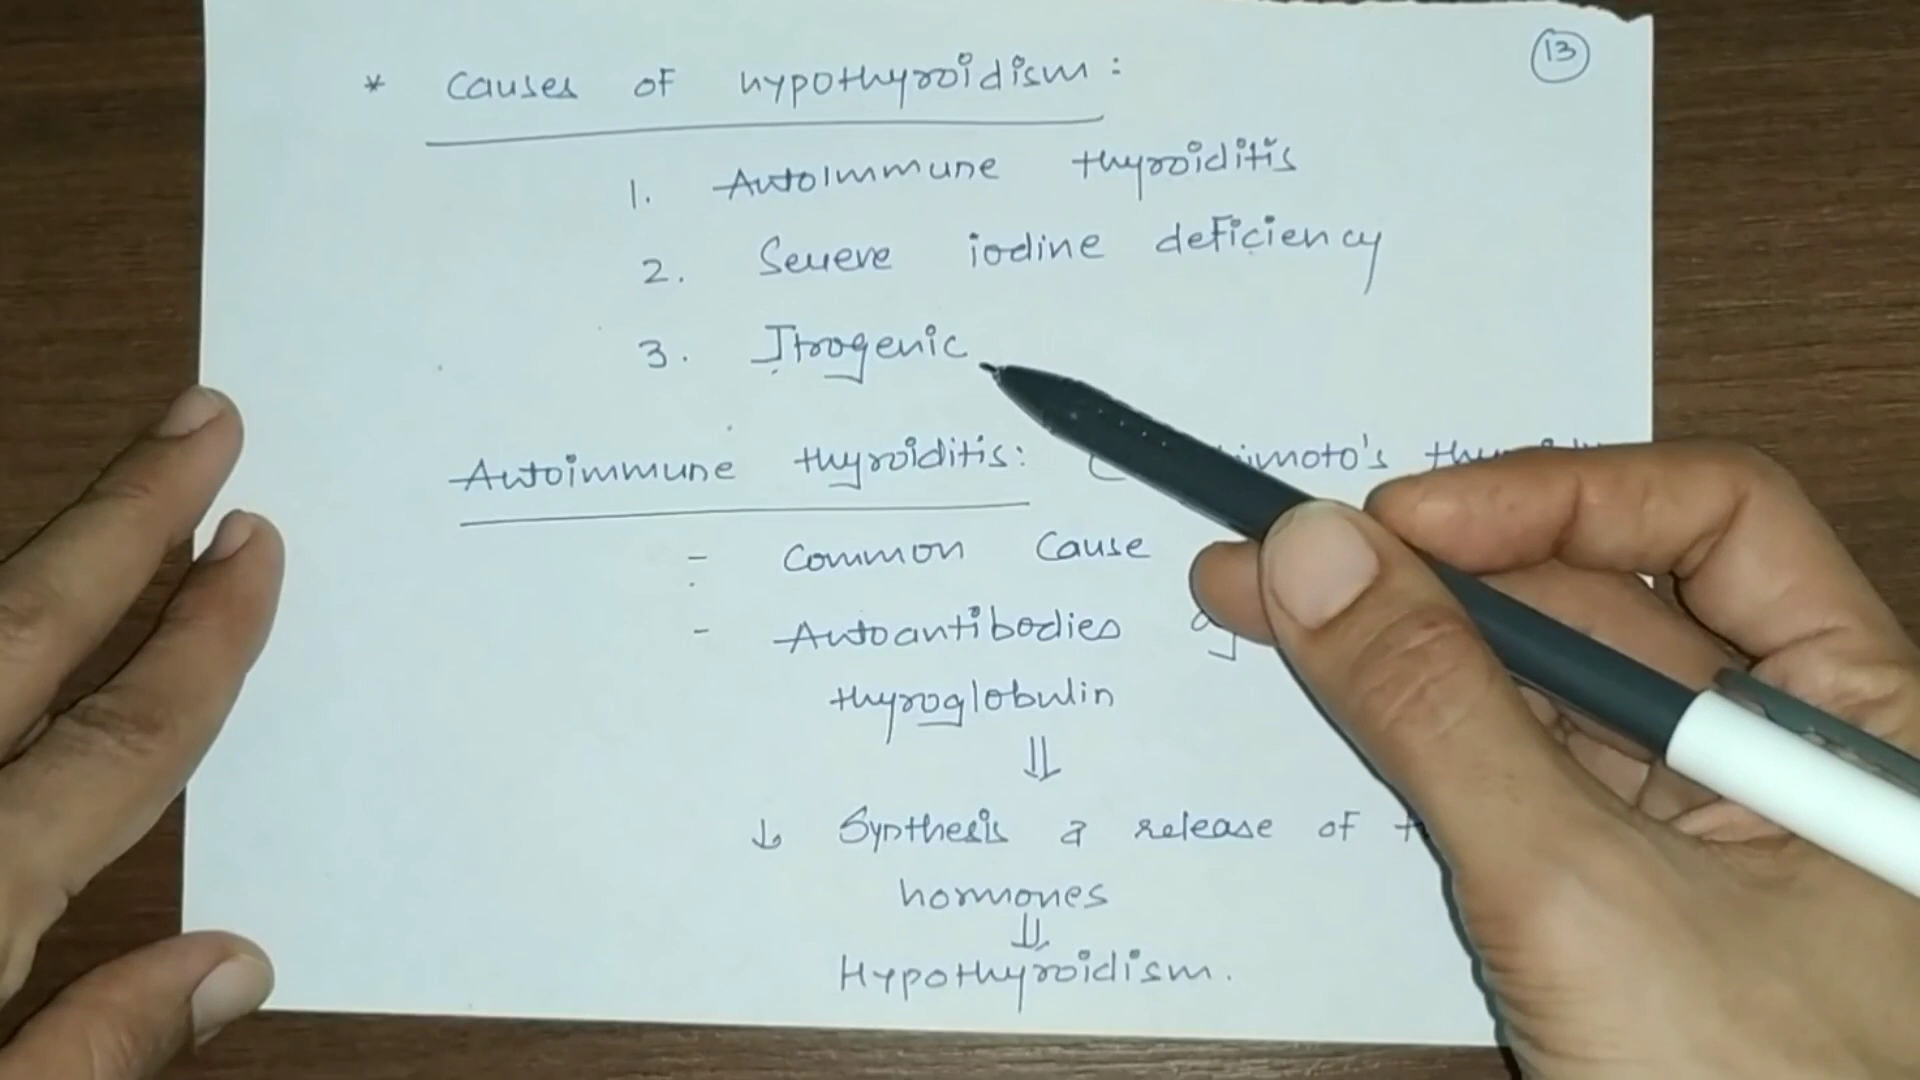 13
* Causes of hypothyroidism:
1. Autoimmune thyroiditis
2. Severe iodine deficiency
3. Itrogenic
Autoimmune thyroiditis:
- Common Cause
- Autoantibodies
thyroglobulin
⇓
↓ Synthesis & release of
hormones
⇓
Hypothyroidism.